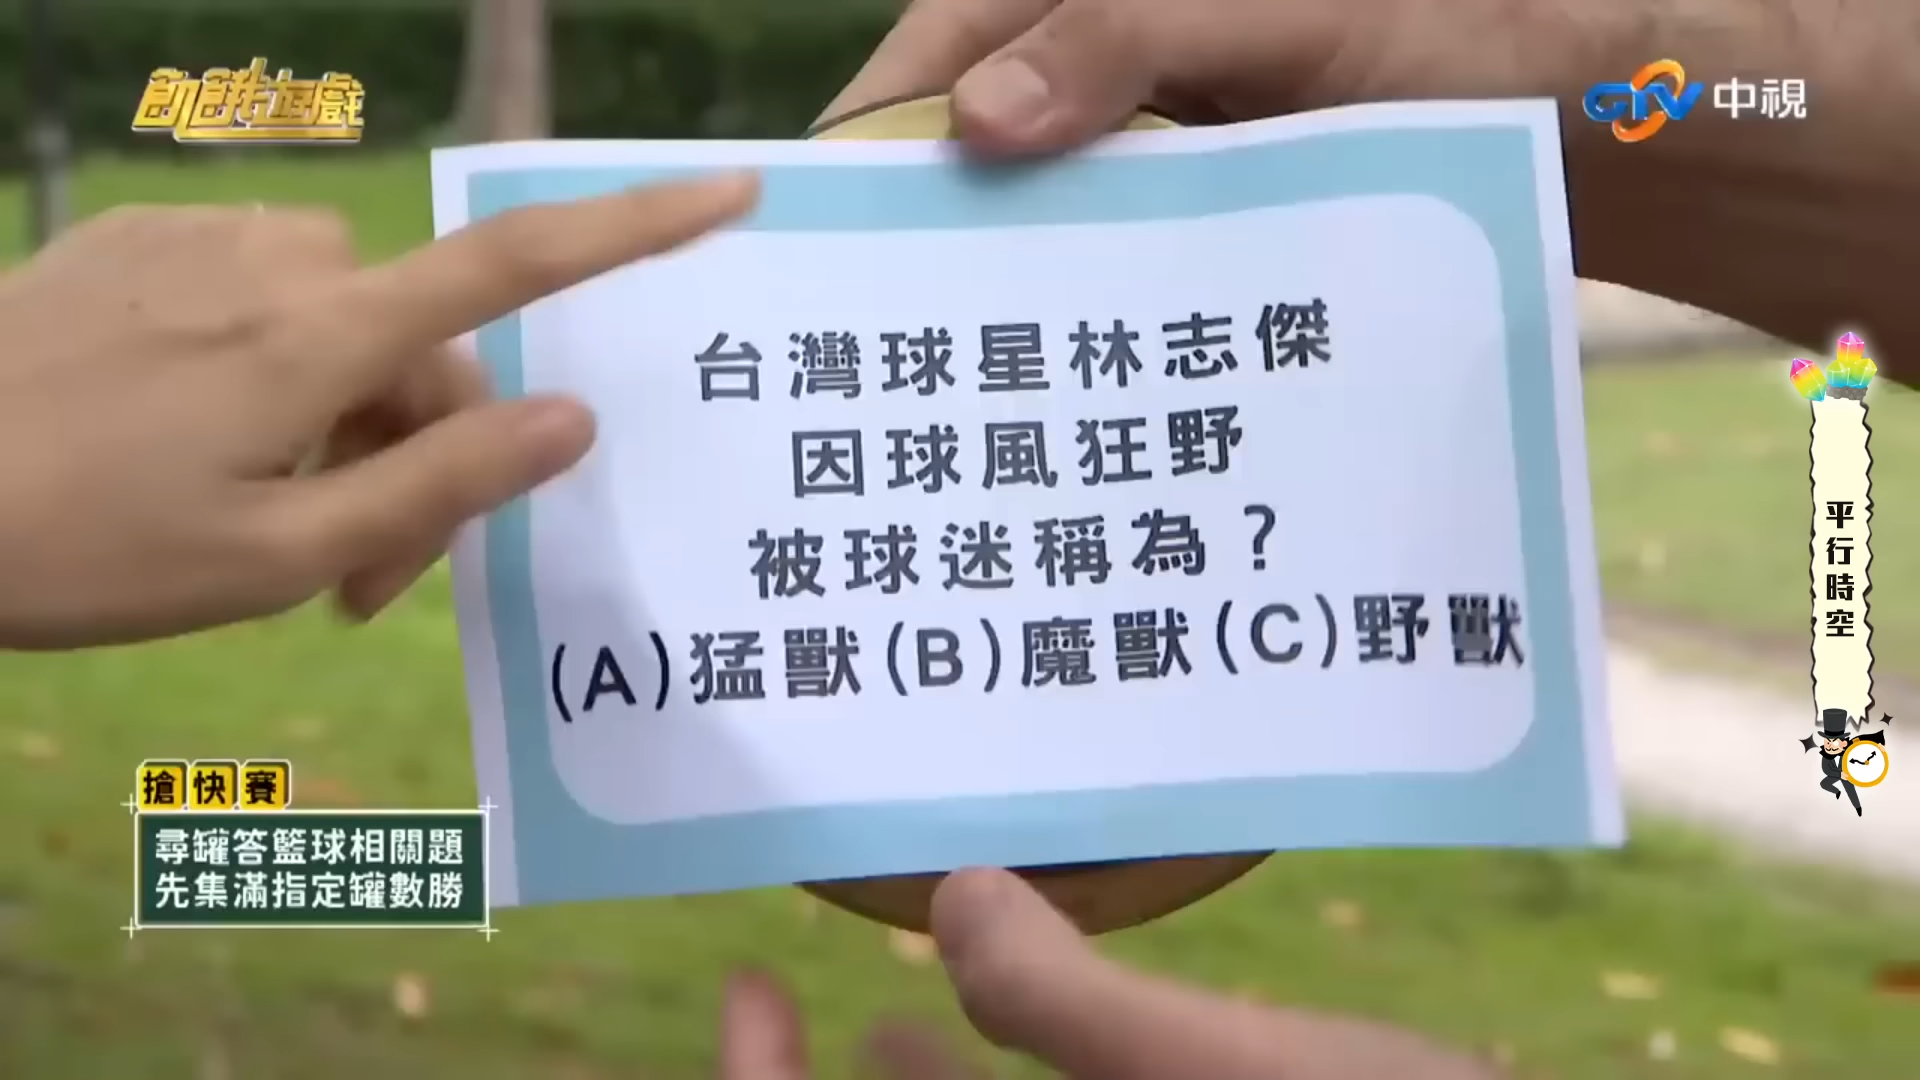 飢餓遊戲
CTV 中視
台灣球星林志傑
因球風狂野
被球迷稱為？
(A)猛獸(B)魔獸(C)野獸
平行時空
搶快賽
尋罐答籃球相關題
先集滿指定罐數勝